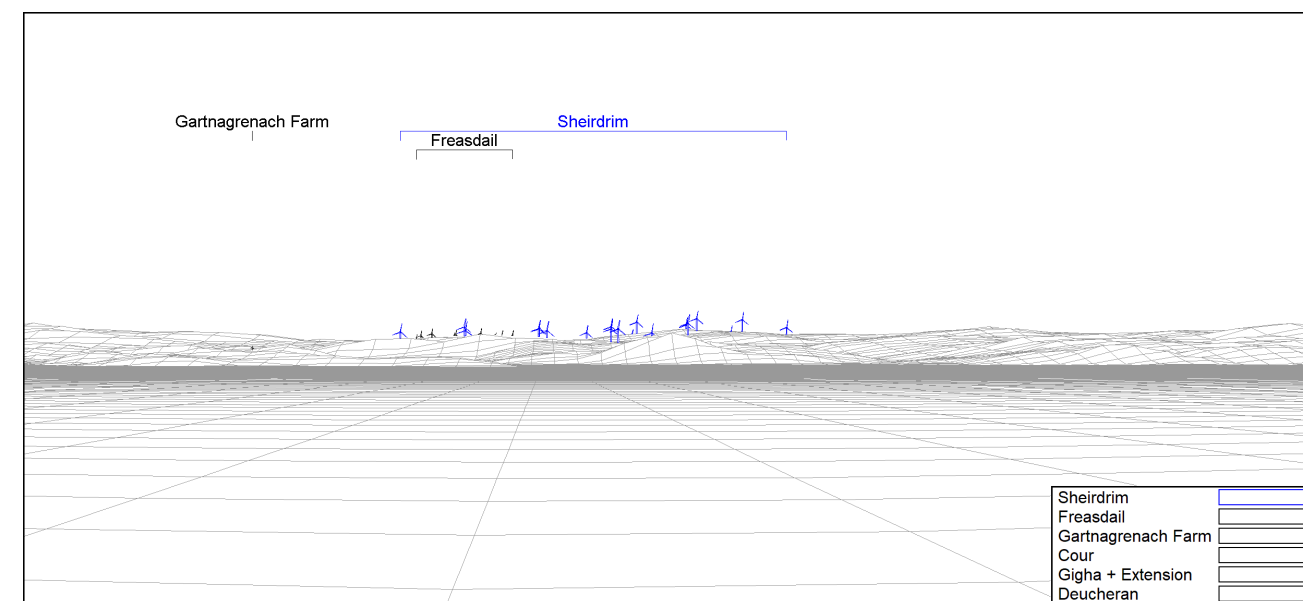 Gartnagrenach Farm
Sheirdrim
Freasdail
Sheirdrim
Freasdail
Gartnagrenach Farm
Cour
Gigha + Extension
Deucheran